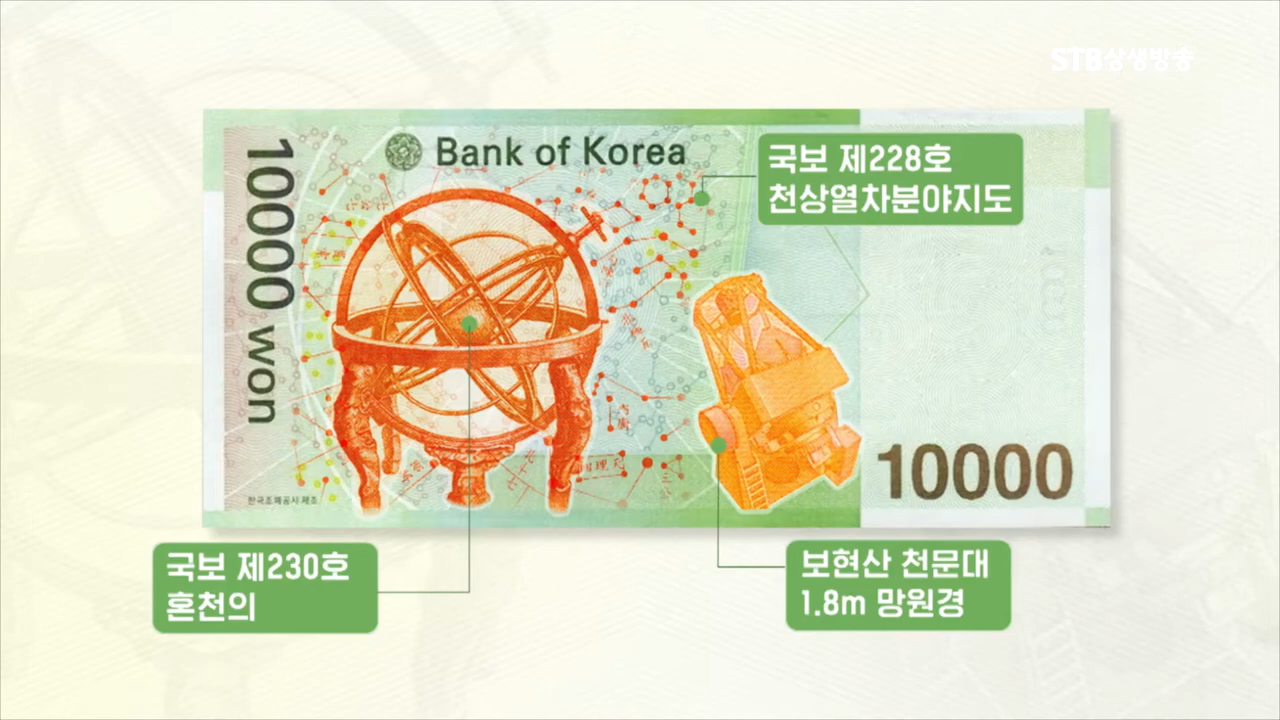 STB상생방송
Bank of Korea
10000 won
국보 제228호
천상열차분야지도
10000
한국조폐공사 제조
국보 제230호
혼천의
보현산 천문대
1.8m 망원경